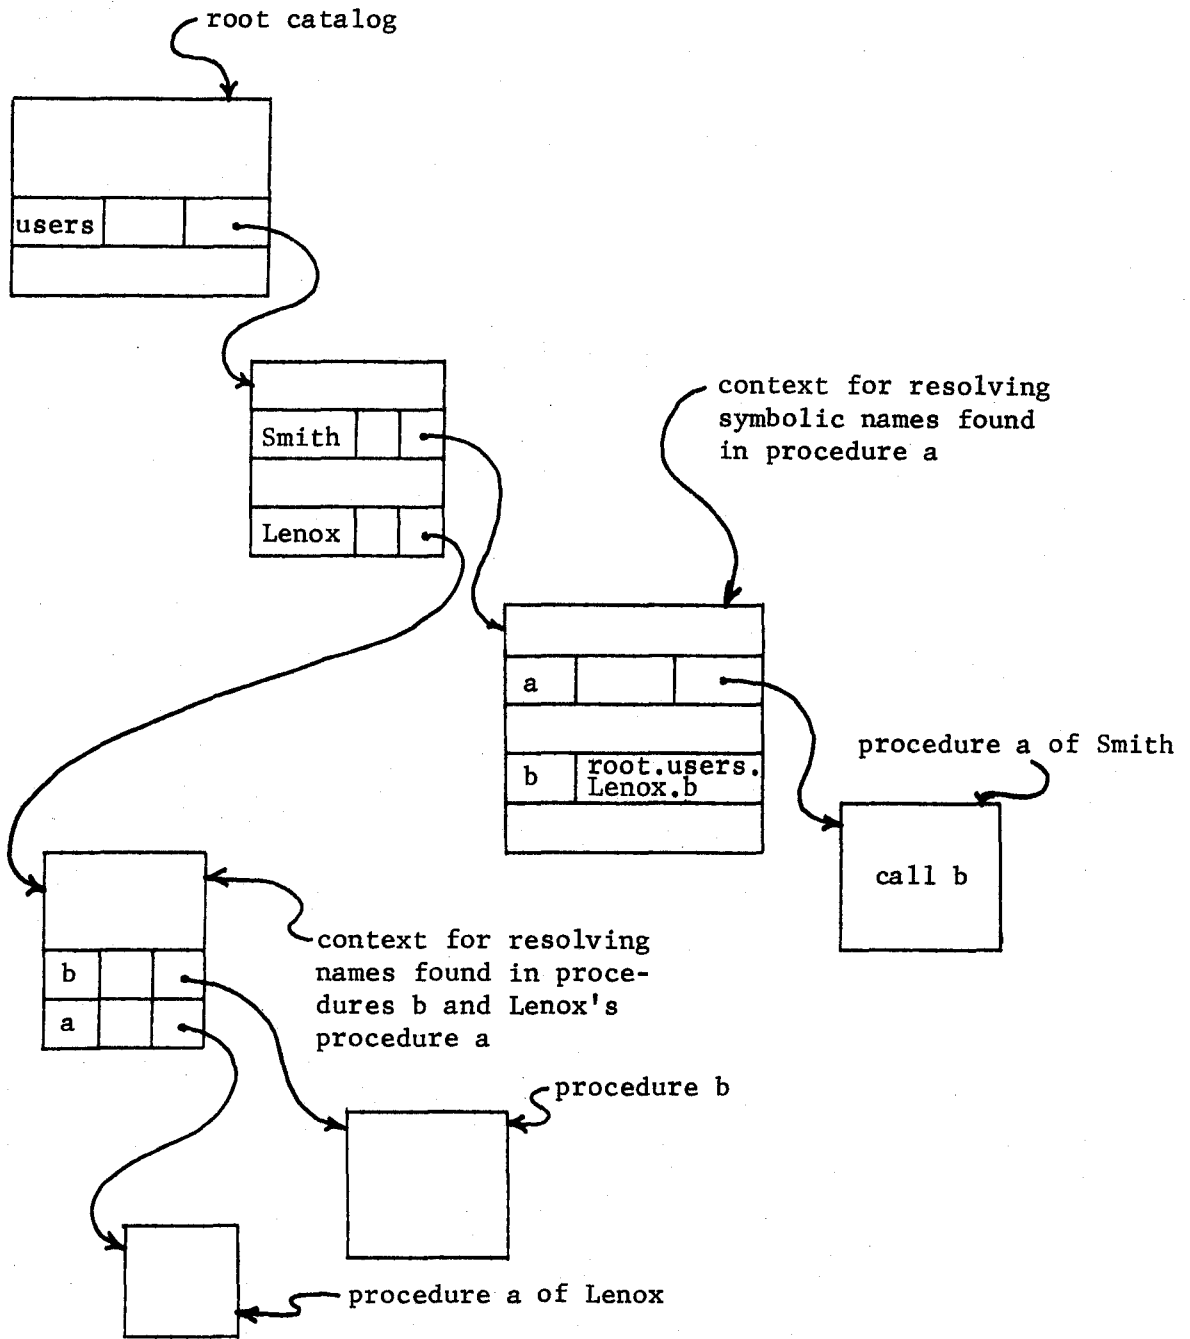 root catalog
users
Smith
Lenox
context for resolving
symbolic names found
in procedure a
a
b
root.users.
Lenox.b
procedure a of Smith
call b
b
a
context for resolving
names found in proce-
dures b and Lenox's
procedure a
procedure b
procedure a of Lenox